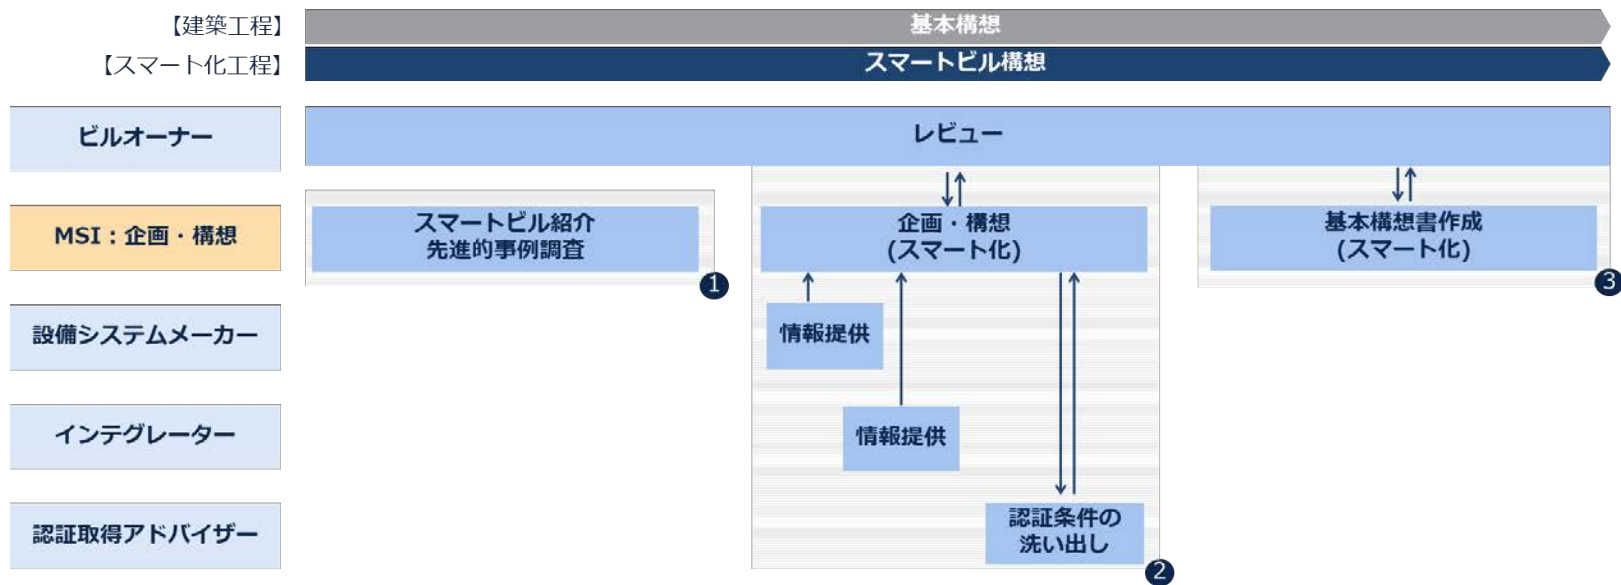 【建築工程】
基本構想
【スマート化工程】
スマートビル構想
ビルオーナー
レビュー
MSI：企画・構想
スマートビル紹介
先進的事例調査
1
企画・構想
(スマート化)
基本構想書作成
(スマート化)
3
設備システムメーカー
情報提供
インテグレーター
情報提供
認証取得アドバイザー
認証条件の
洗い出し
2